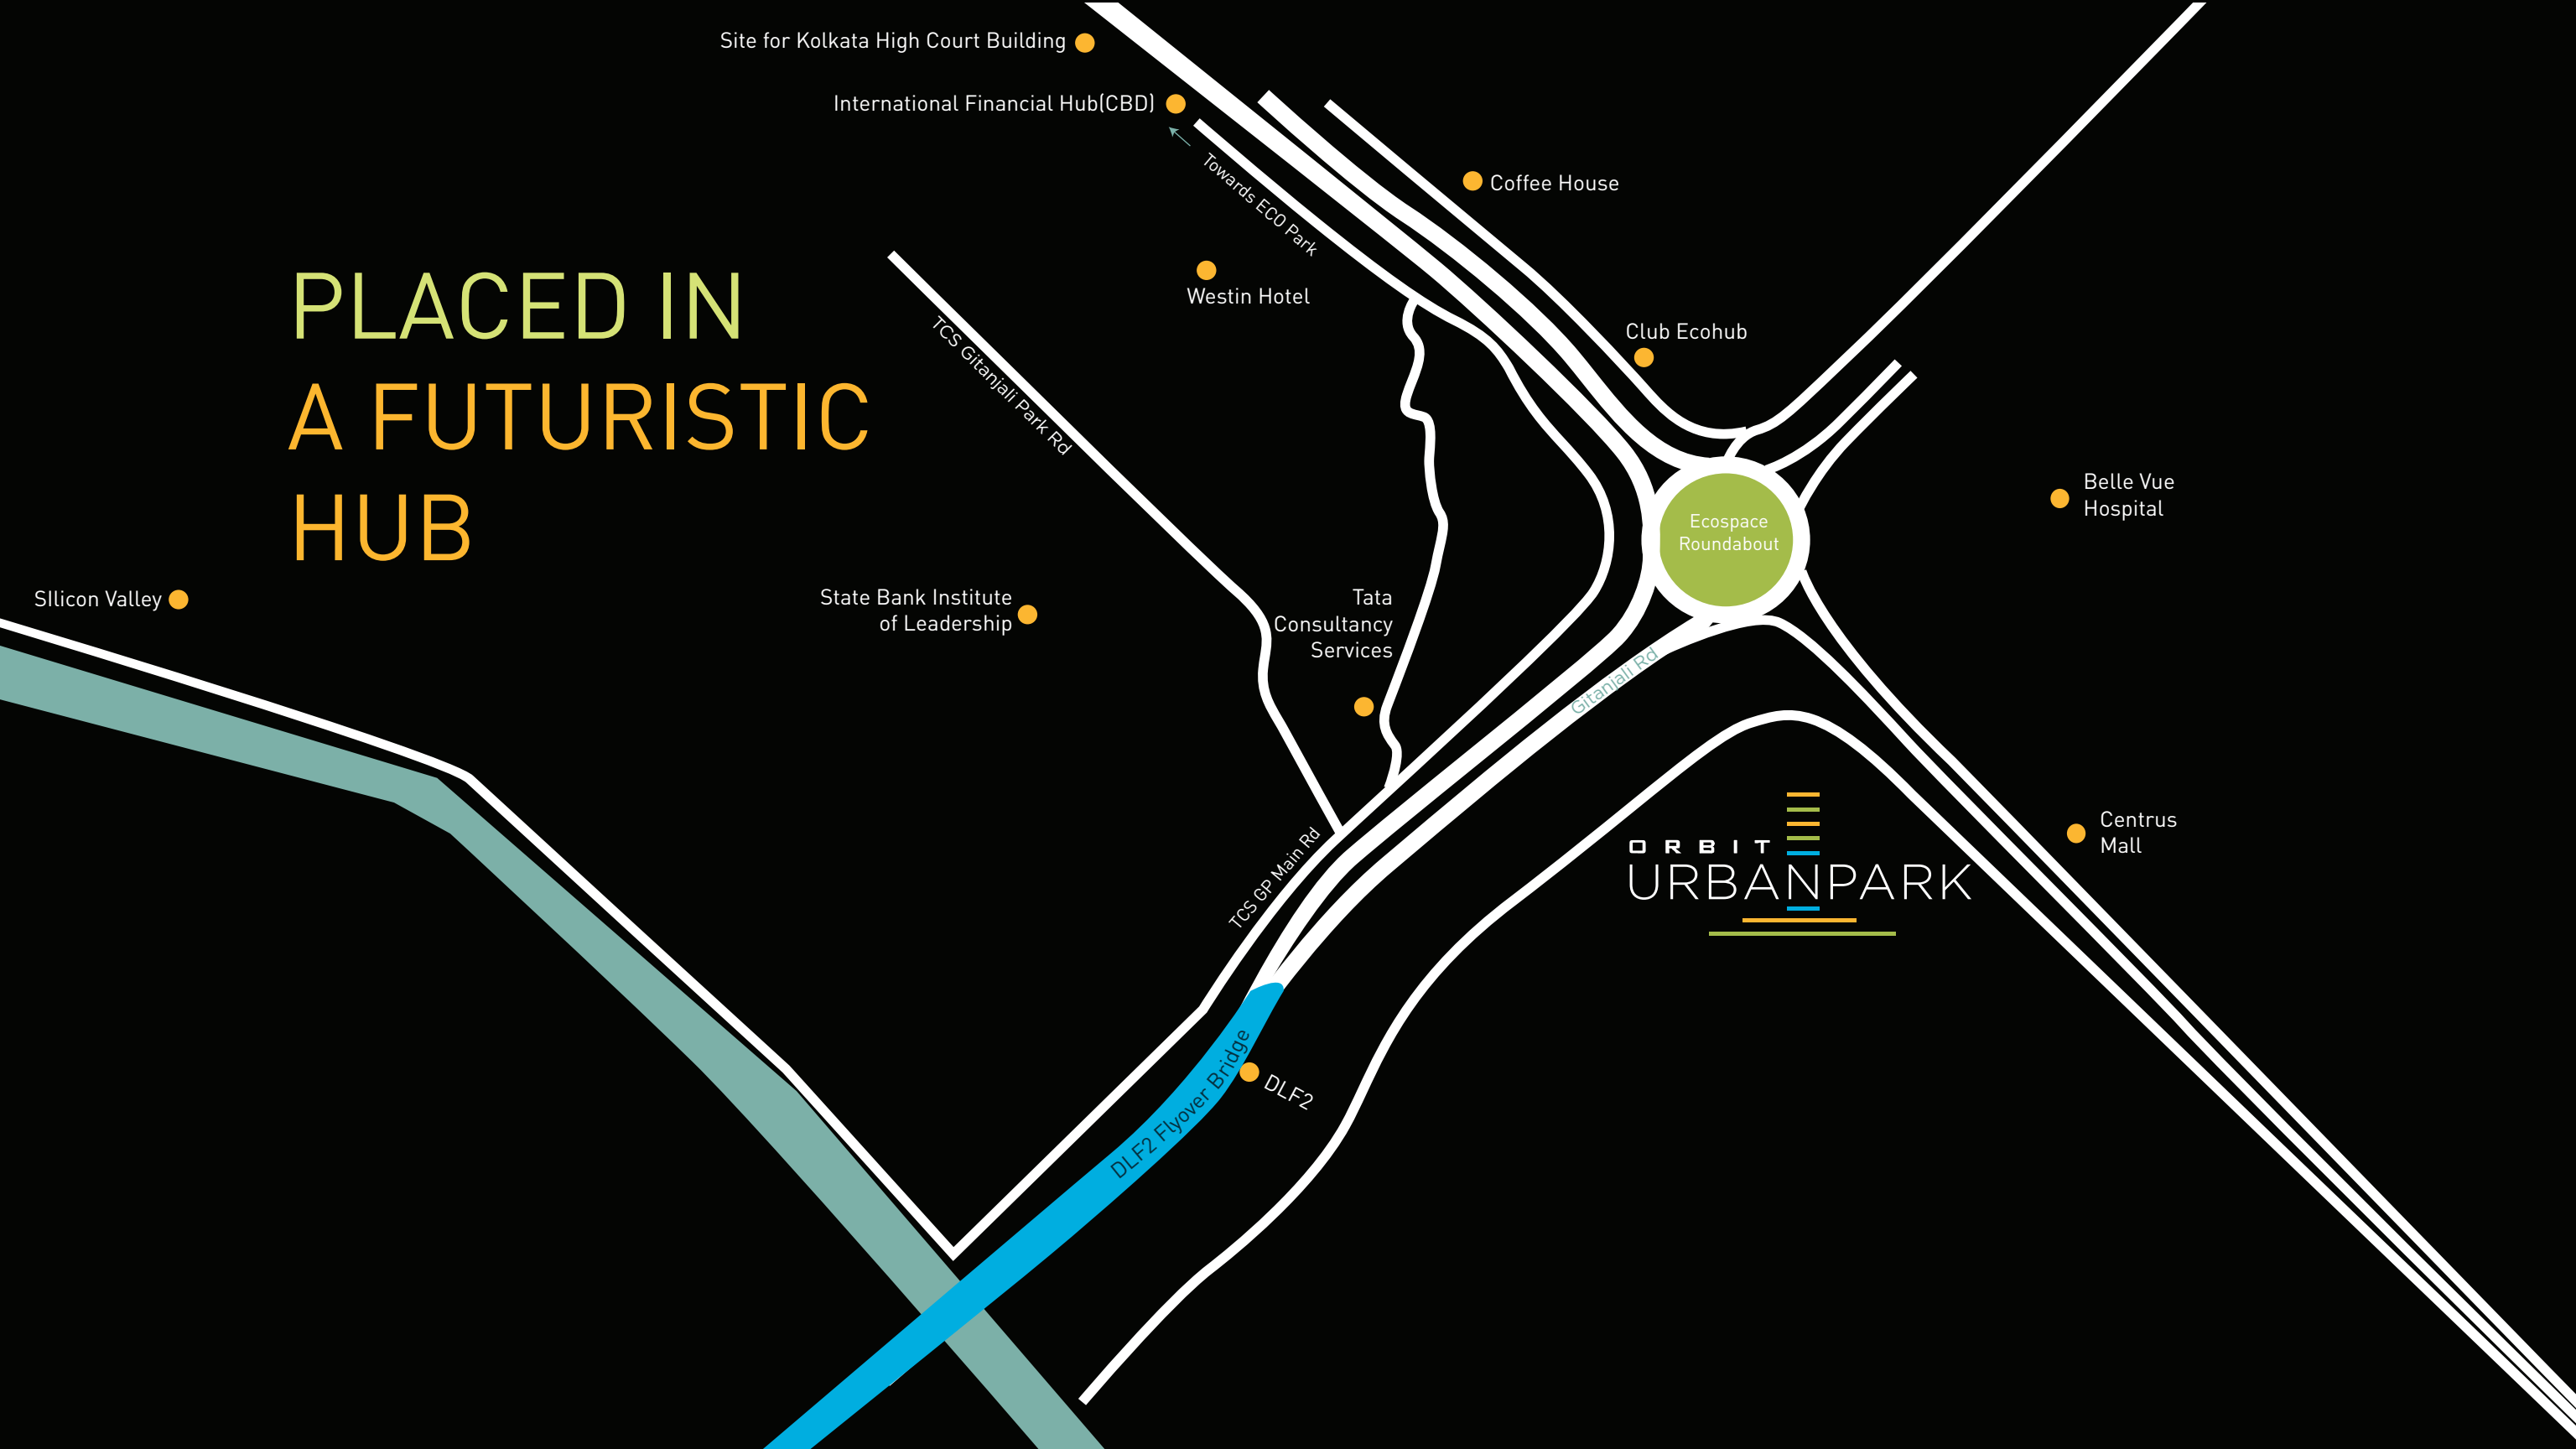 Site for Kolkata High Court Building
International Financial Hub(CBD)
Towards ECO Park
Coffee House
Westin Hotel
Club Ecohub
PLACED IN
A FUTURISTIC
HUB
TCS Gitanjali Park Rd
Belle Vue
Hospital
Ecospace
Roundabout
SIlicon Valley
State Bank Institute
of Leadership
Tata
Consultancy
Services
Gitanjali Rd
Centrus
Mall
ORBIT
URBANPARK
TCS GP Main Rd
DLF2 Flyover Bridge
DLF2